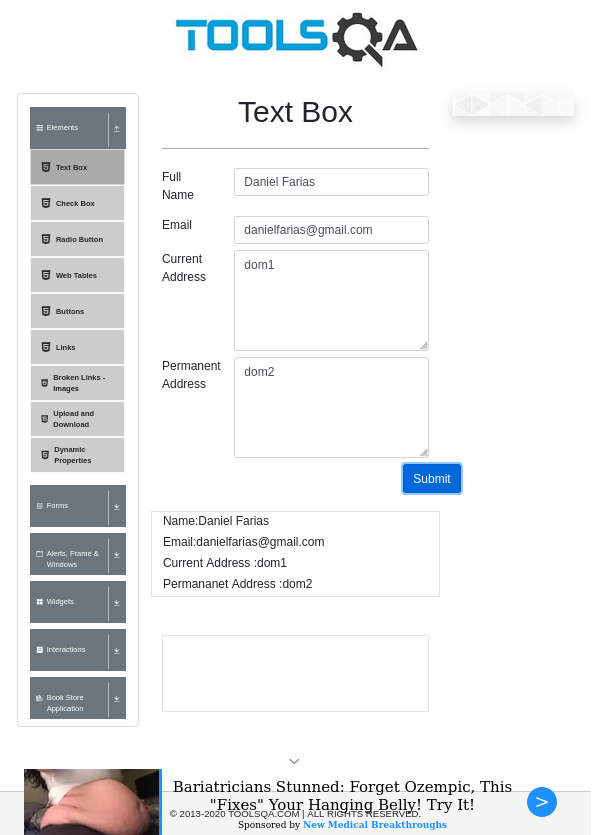 TOOLSQA
Text Box
Elements
Text Box
Check Box
Radio Button
Web Tables
Buttons
Links
Broken Links -
Images
Upload and
Download
Dynamic
Properties
Forms
Alerts, Frame &
Windows
Widgets
Interactions
Book Store
Application
Full
Name
Daniel Farias
Email
danielfarias@gmail.com
Current
Address
dom1
Permanent
Address
dom2
Submit
Name:Daniel Farias
Email:danielfarias@gmail.com
Current Address :dom1
Permananet Address :dom2
Bariatricians Stunned: Forget Ozempic, This
"Fixes" Your Hanging Belly! Try It!
© 2013-2020 TOOLSQA.COM | ALL RIGHTS RESERVED.
Sponsored by New Medical Breakthroughs
>